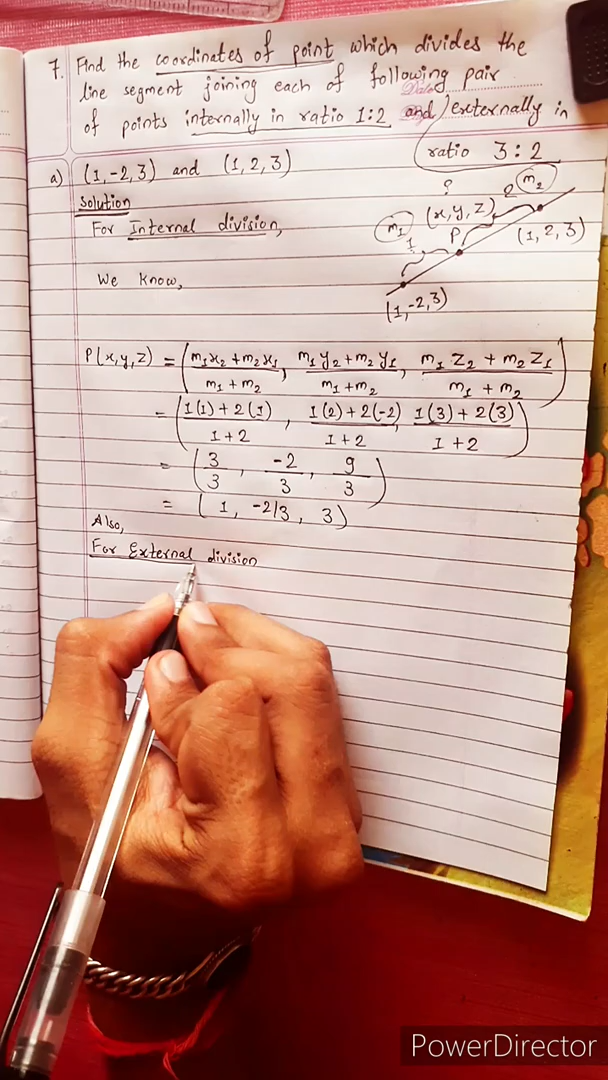 7. Find the coordinates of point which divides the
line segment joining each of following pair
of points internally in ratio 1:2 and externally in
ratio 3:2
a) (1,-2,3) and (1,2,3)
Solution
For Internal division,
We know,
?
m1 (x,y,z) 2 m2
1 P (1,2,3)
(1,-2,3)
P(x,y,z) = (m1x2+m2x1/m1+m2, m1y2+m2y1/m1+m2, m1z2+m2z1/m1+m2)
= (1(1)+2(1)/1+2, 1(2)+2(-2)/1+2, 1(3)+2(3)/1+2)
= (3/3, -2/3, 9/3)
= (1, -2/3, 3)
Also,
For External division
PowerDirector